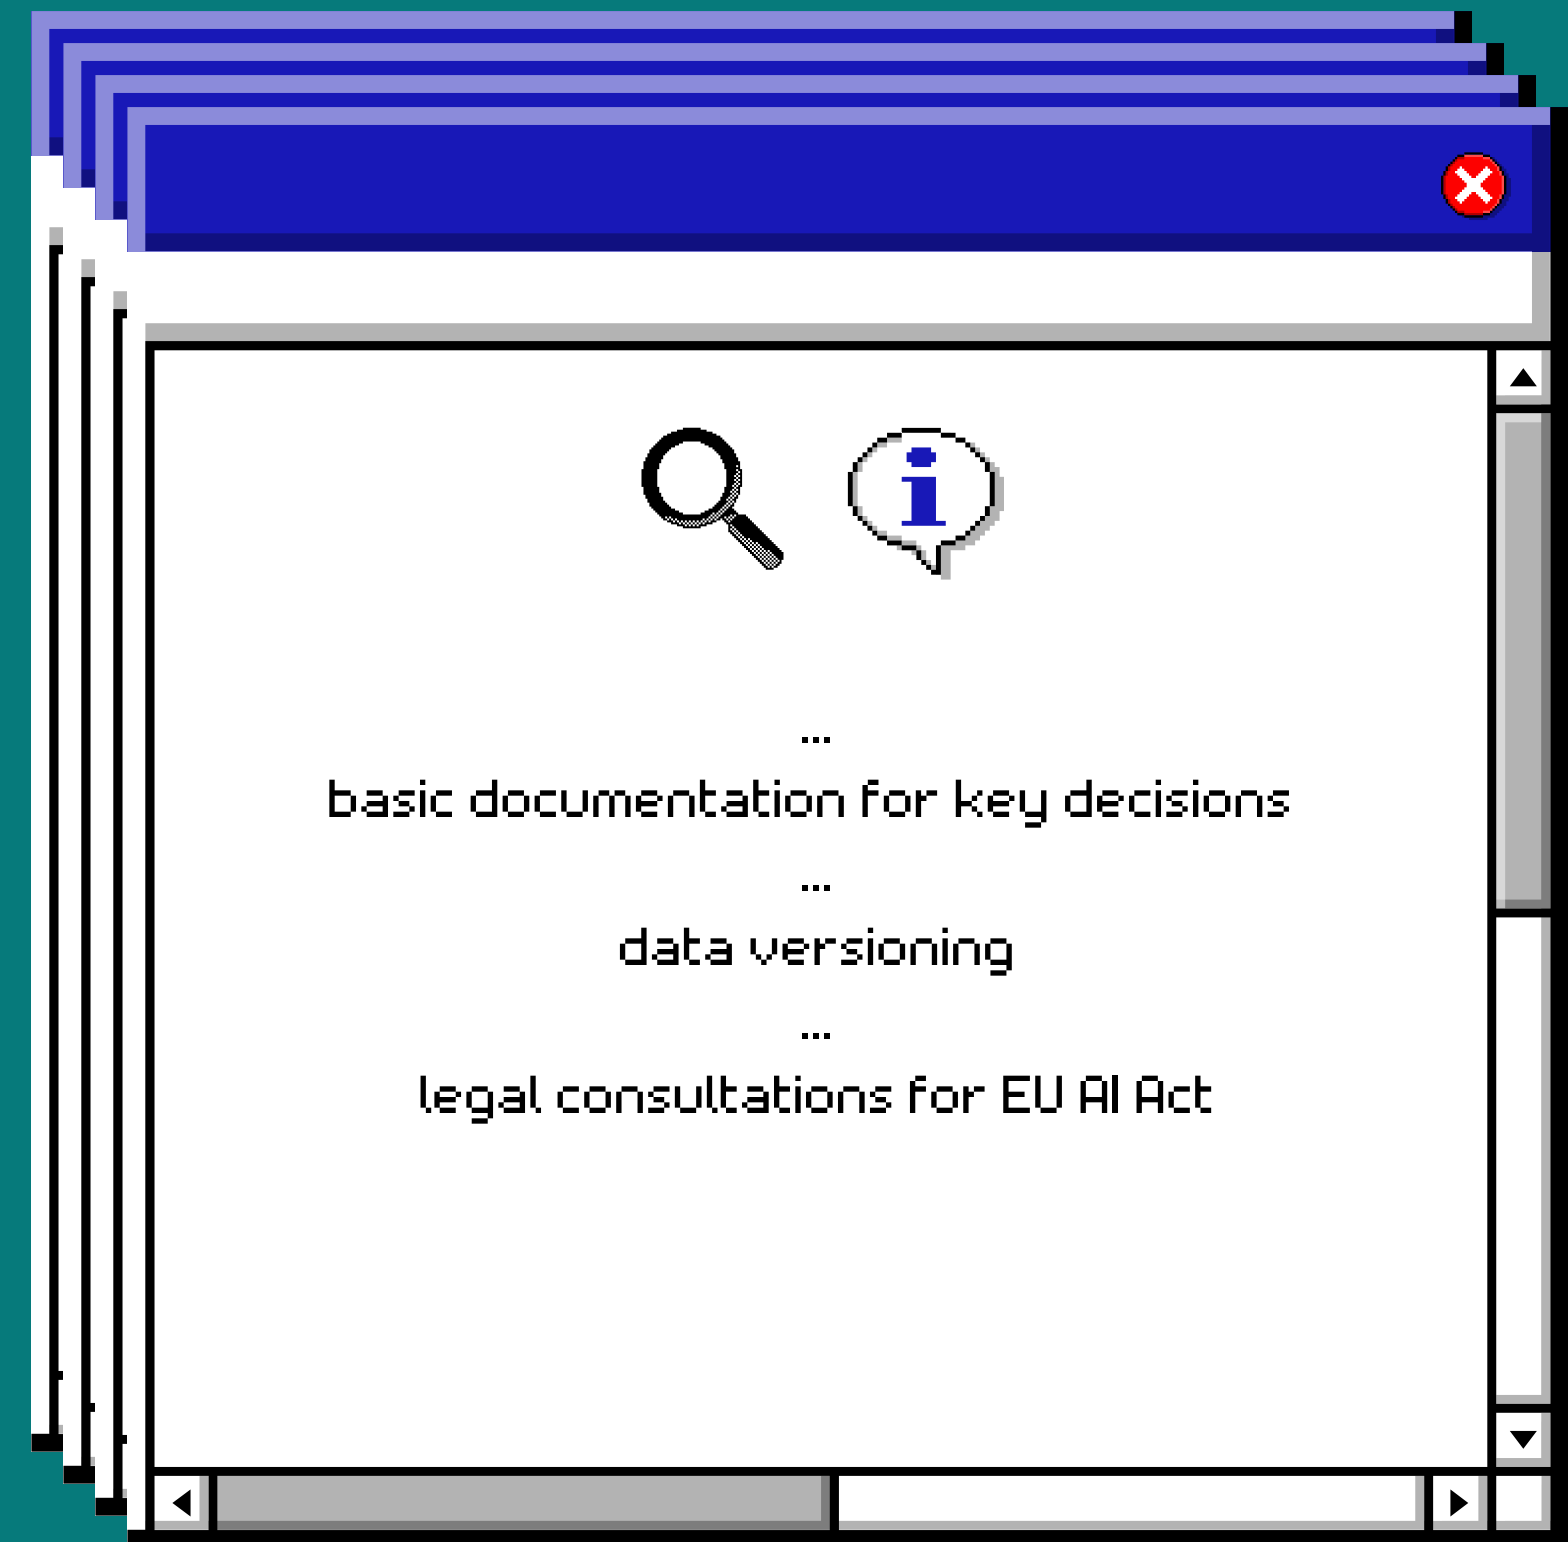 i
...
basic documentation for key decisions
...
data versioning
...
legal consultations for EU AI Act